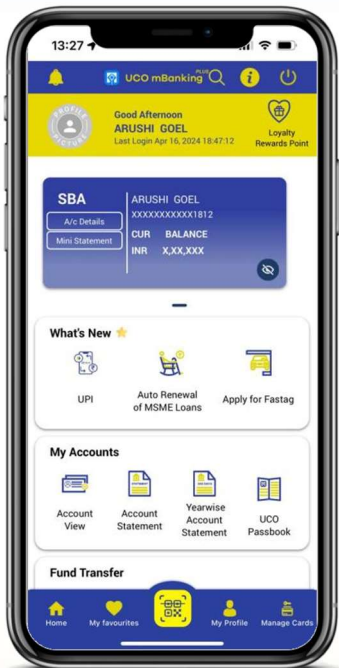 13:27
UCO mBanking PLUS
PROFILE PICTURE
Good Afternoon
ARUSHI GOEL
Last Login Apr 16, 2024 18:47:12
Loyalty
Rewards Point
SBA
A/c Details
Mini Statement
ARUSHI GOEL
XXXXXXXXXXX1812
CUR BALANCE
INR X,XX,XXX
What's New
UPI
Auto Renewal
of MSME Loans
Apply for Fastag
My Accounts
Account
View
Account
Statement
Yearwise
Account
Statement
UCO
Passbook
Fund Transfer
Home
My favourites
My Profile
Manage Cards